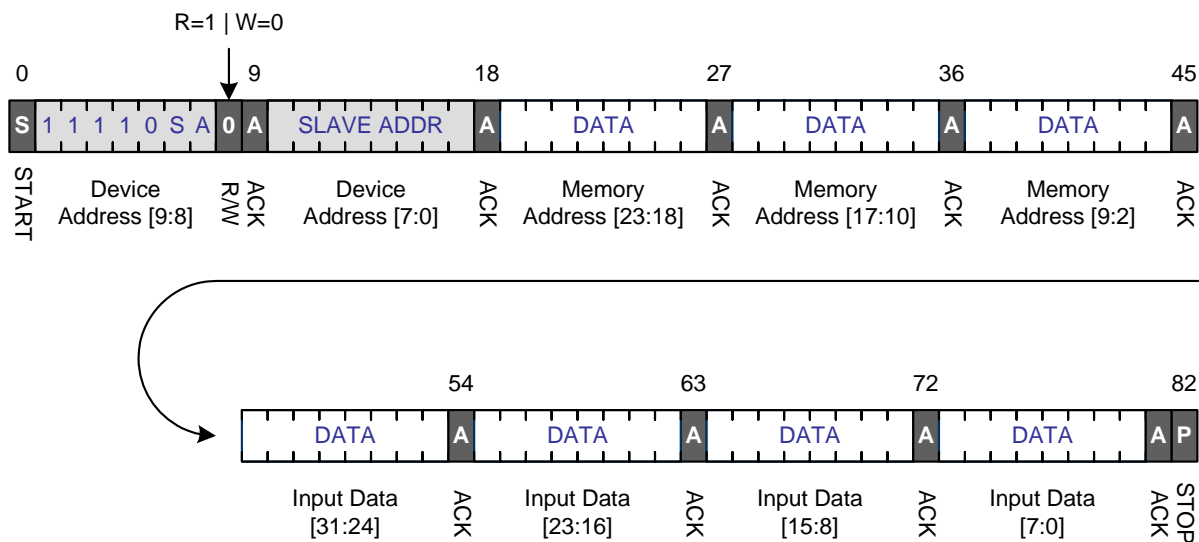 R=1 | W=0
0 9 18 27 36 45
S 1 1 1 1 0 S A 0 A SLAVE ADDR A DATA A DATA A DATA A
START Device Address [9:8] R/W ACK Device Address [7:0] ACK Memory Address [23:18] ACK Memory Address [17:10] ACK Memory Address [9:2] ACK
54 63 72 82
DATA A DATA A DATA A DATA A P
Input Data [31:24] ACK Input Data [23:16] ACK Input Data [15:8] ACK Input Data [7:0] ACK STOP